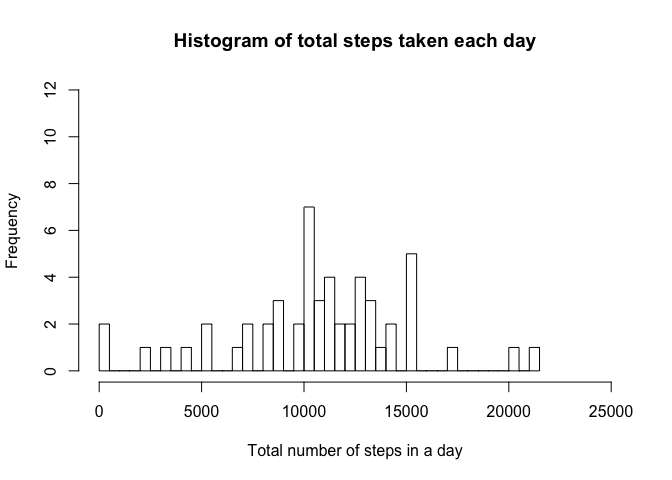 Histogram of total steps taken each day
Frequency
12
10
8
6
4
2
0
0 5000 10000 15000 20000 25000
Total number of steps in a day